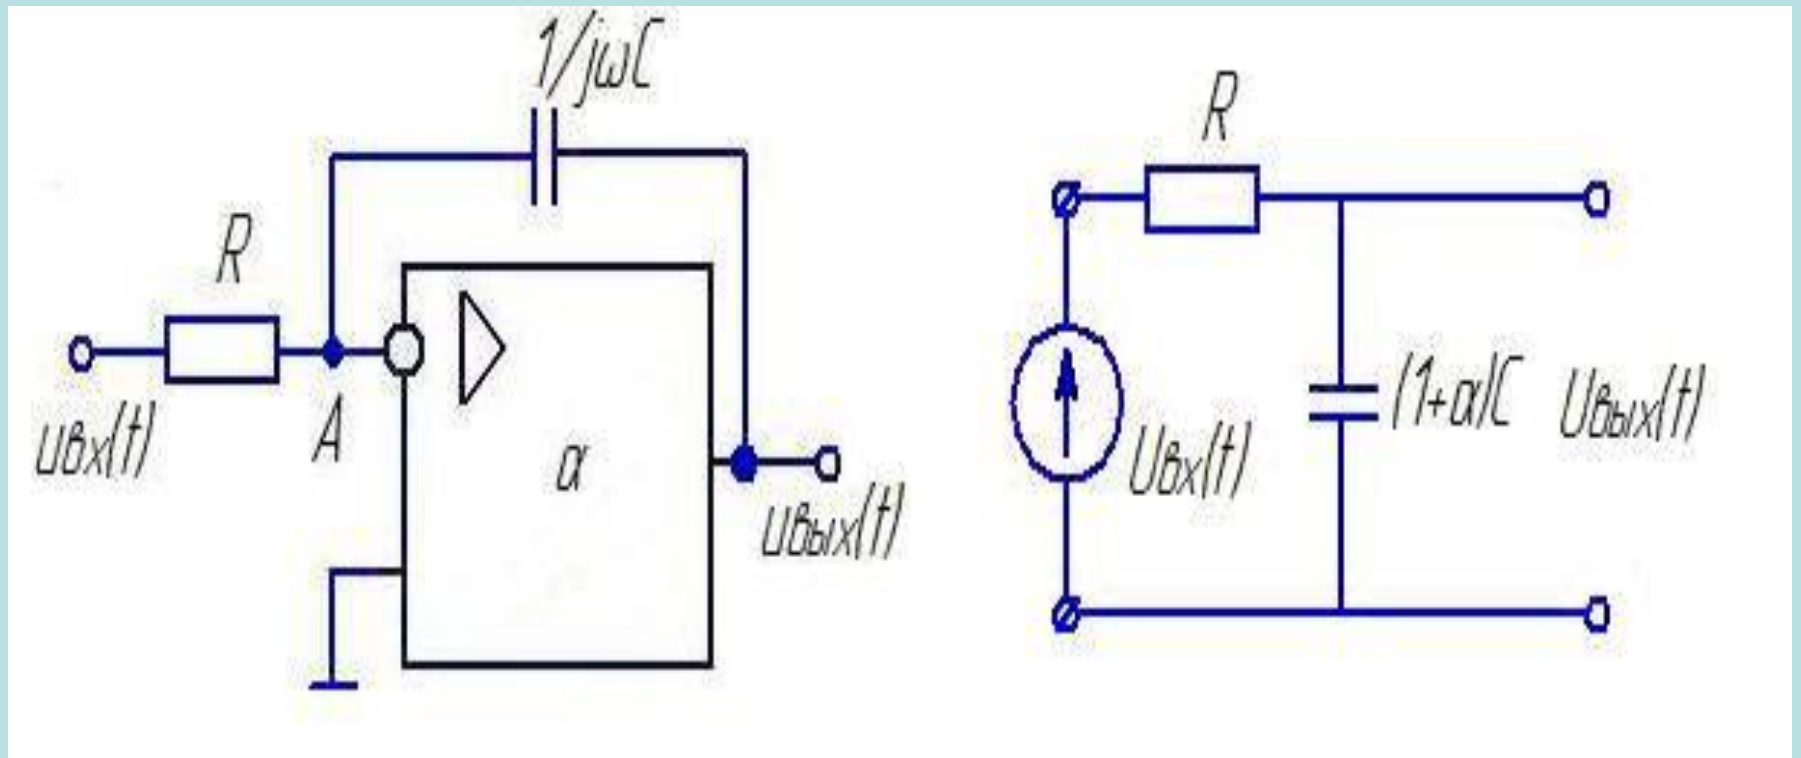 1/jωC
R
uвх(t)
A
α
uвых(t)
R
Uвх(t)
(1+α)C
Uвых(t)